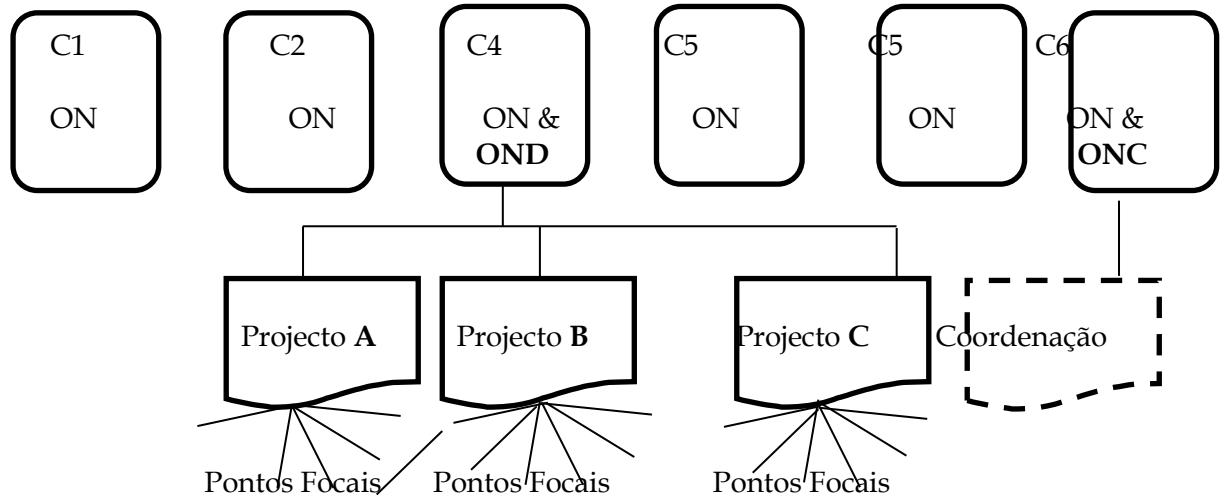 C1 C2 C4 C5 C5 C6
ON ON ON & ON ON ON &
OND ONC
Projecto A Projecto B Projecto C Coordenação
Pontos Focais Pontos Focais Pontos Focais